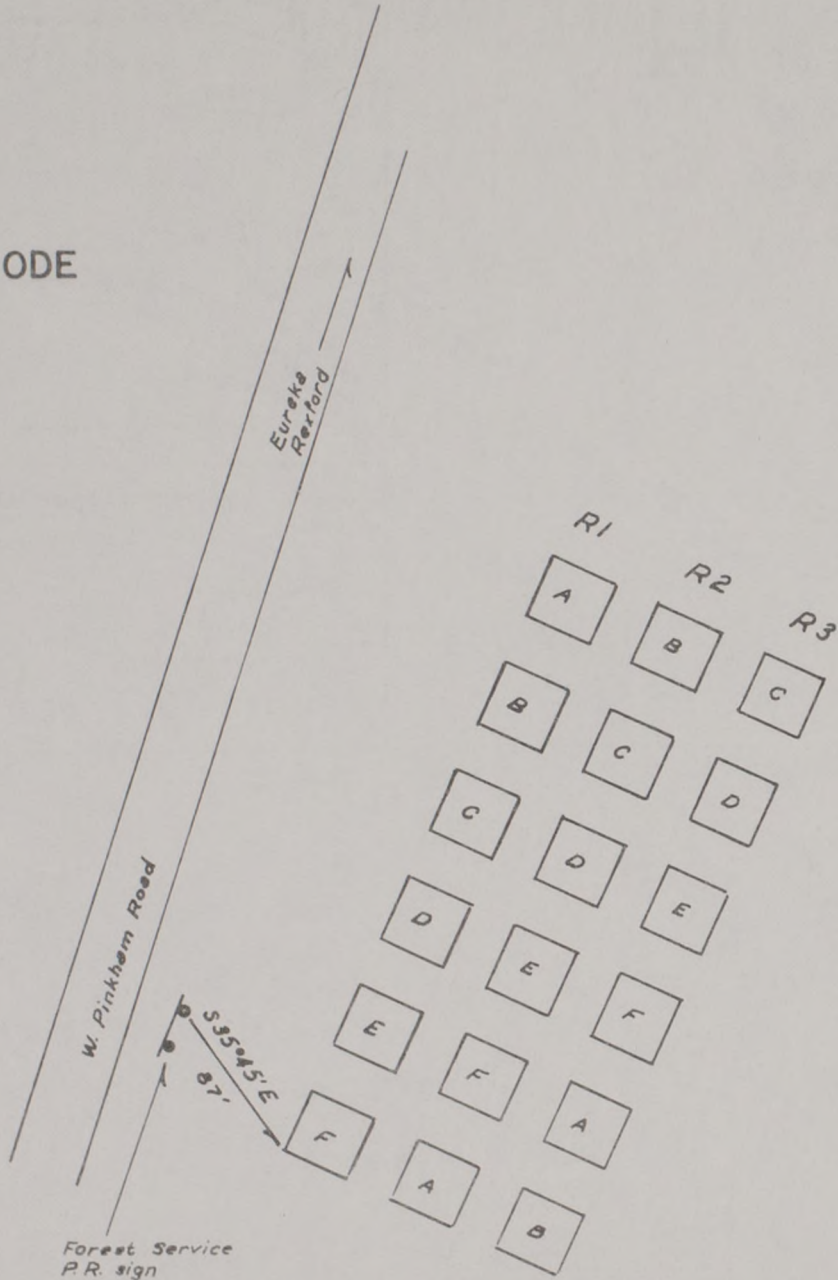 ODE
Eureka
Rexford
R1
R2
R3
A
B
C
B
C
D
C
D
E
D
E
F
E
F
A
F
A
B
W. Pinkham Road
S35°45'E
87'
Forest Service
P.R. sign